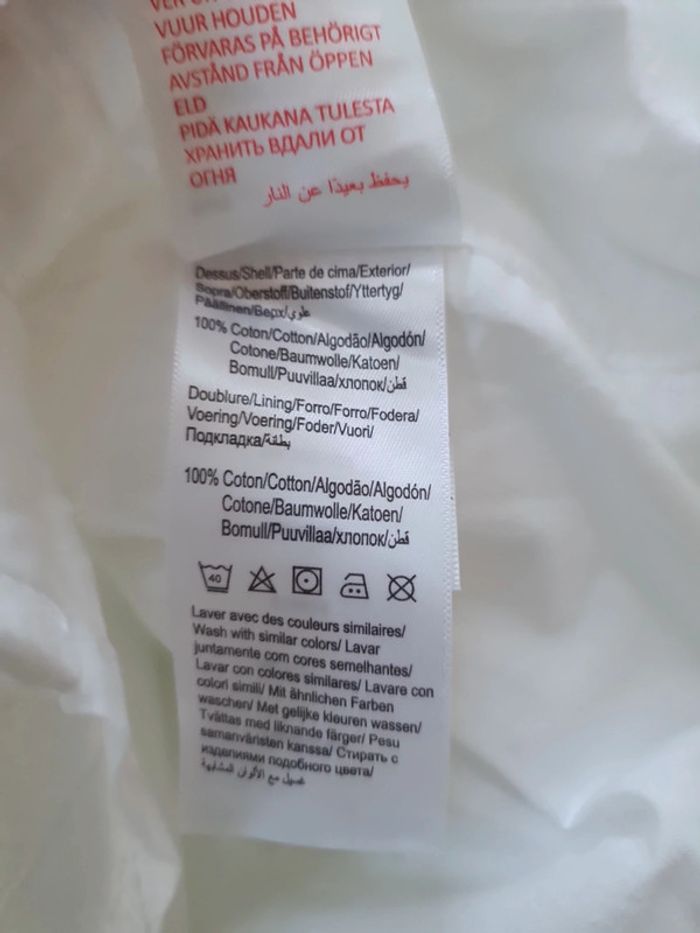 VUUR HOUDEN
FÖRVARAS PÅ BEHÖRIGT
AVSTÅND FRÅN ÖPPEN
ELD
PIDÄ KAUKANA TULESTA
ХРАНИТЬ ВДАЛИ ОТ
ОГНЯ
يحفظ بعيدًا عن النار
Dessus/Shell/Parte de cima/Exterior/
Sopra/Oberstoff/Buitenstof/Yttertyg/
Päällinen/Верх/علوي
100% Coton/Cotton/Algodão/Algodón/
Cotone/Baumwolle/Katoen/
Bomull/Puuvillaa/хлопок/قطن
Doublure/Lining/Forro/Forro/Fodera/
Voering/Voering/Foder/Vuori/
Подкладка/بطانة
100% Coton/Cotton/Algodão/Algodón/
Cotone/Baumwolle/Katoen/
Bomull/Puuvillaa/хлопок/قطن
40
Laver avec des couleurs similaires/
Wash with similar colors/ Lavar
juntamente com cores semelhantes/
Lavar con colores similares/ Lavare con
colori simili/ Mit ähnlichen Farben
waschen/ Met gelijke kleuren wassen/
Tvättas med liknande färger/ Pesu
samanväristen kanssa/ Стирать с
изделиями подобного цвета/
غسيل مع الألوان المشابهة